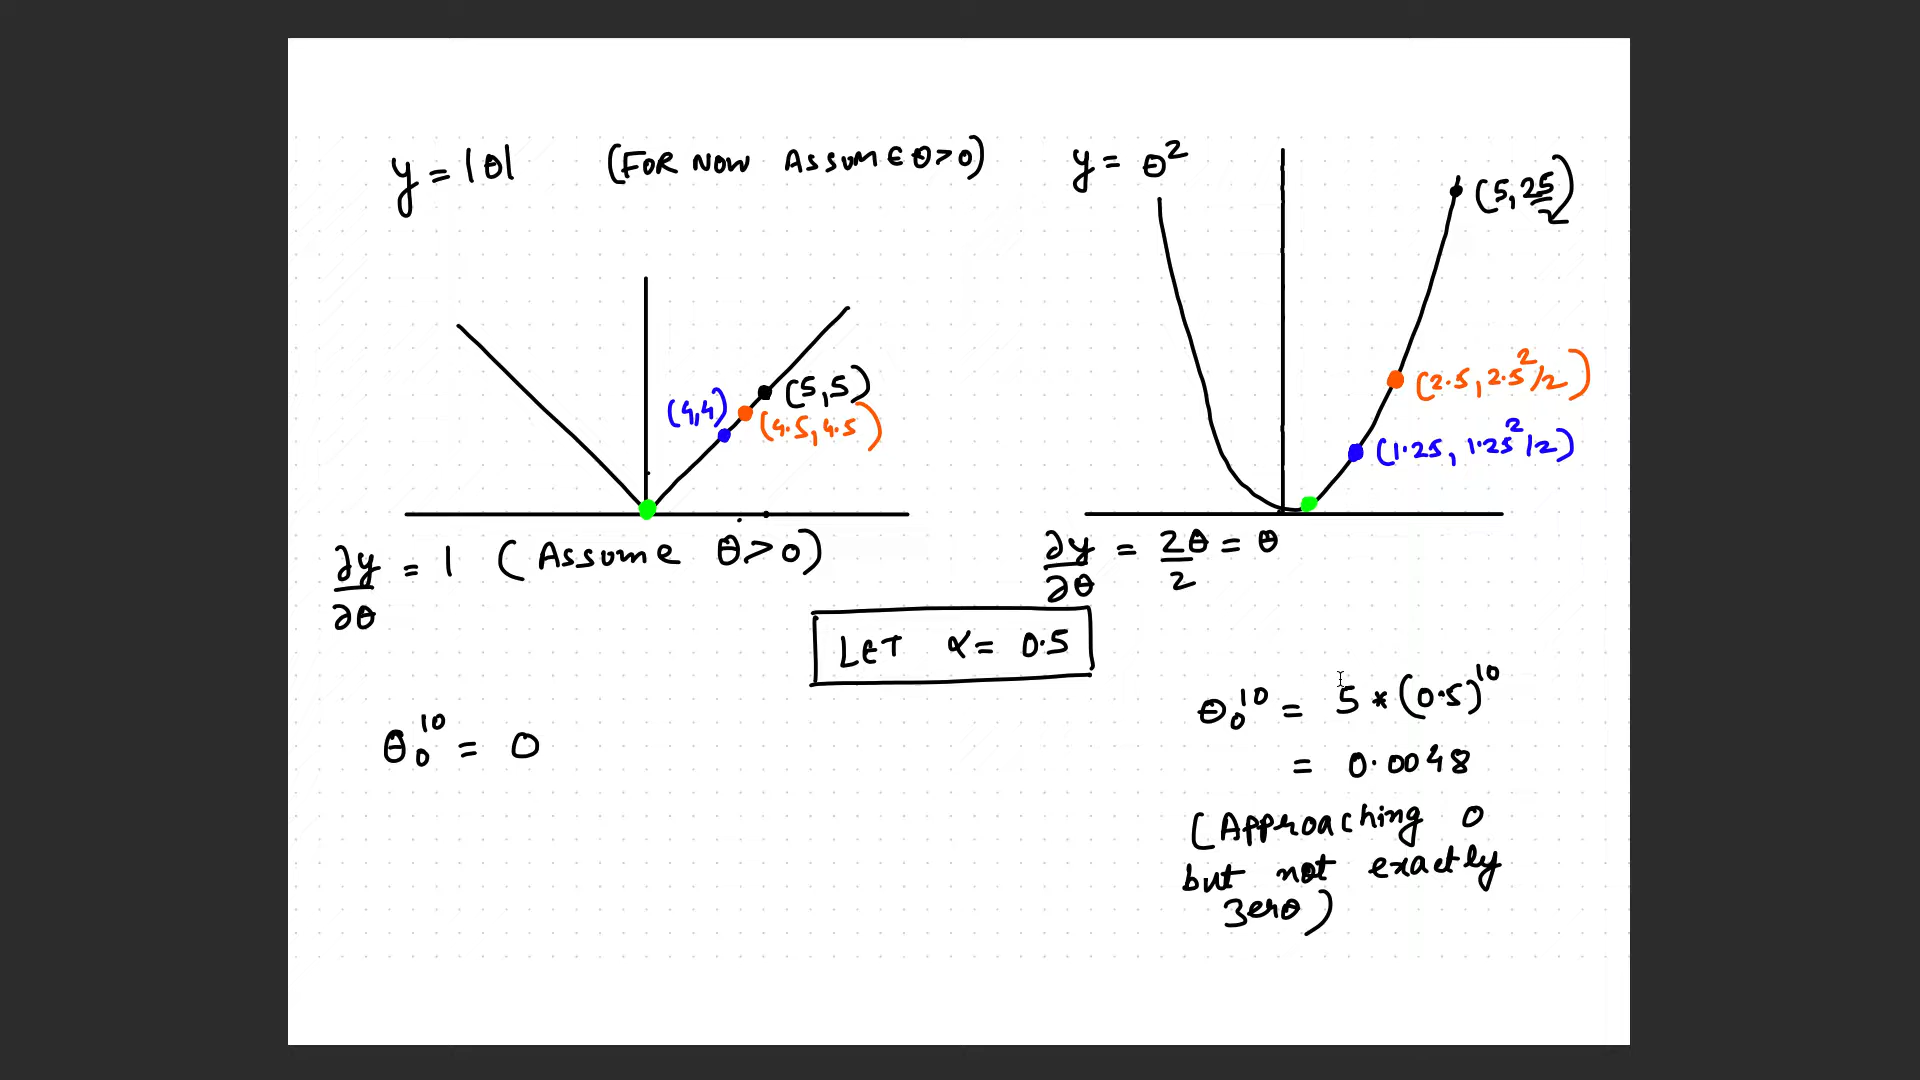 y = |θ| (FOR NOW ASSUME θ>0)
(5,5)
(4,4)
(4.5, 4.5)
∂y/∂θ = 1 (Assume θ>0)
θ₀¹⁰ = 0
LET α = 0.5
y = θ²
(5, 25/2)
(2.5, 2.5²/2)
(1.25, 1.25²/2)
∂y/∂θ = 2θ/2 = θ
θ₀¹⁰ = 5 * (0.5)¹⁰
= 0.0048
(Approaching 0
but not exactly
zero)